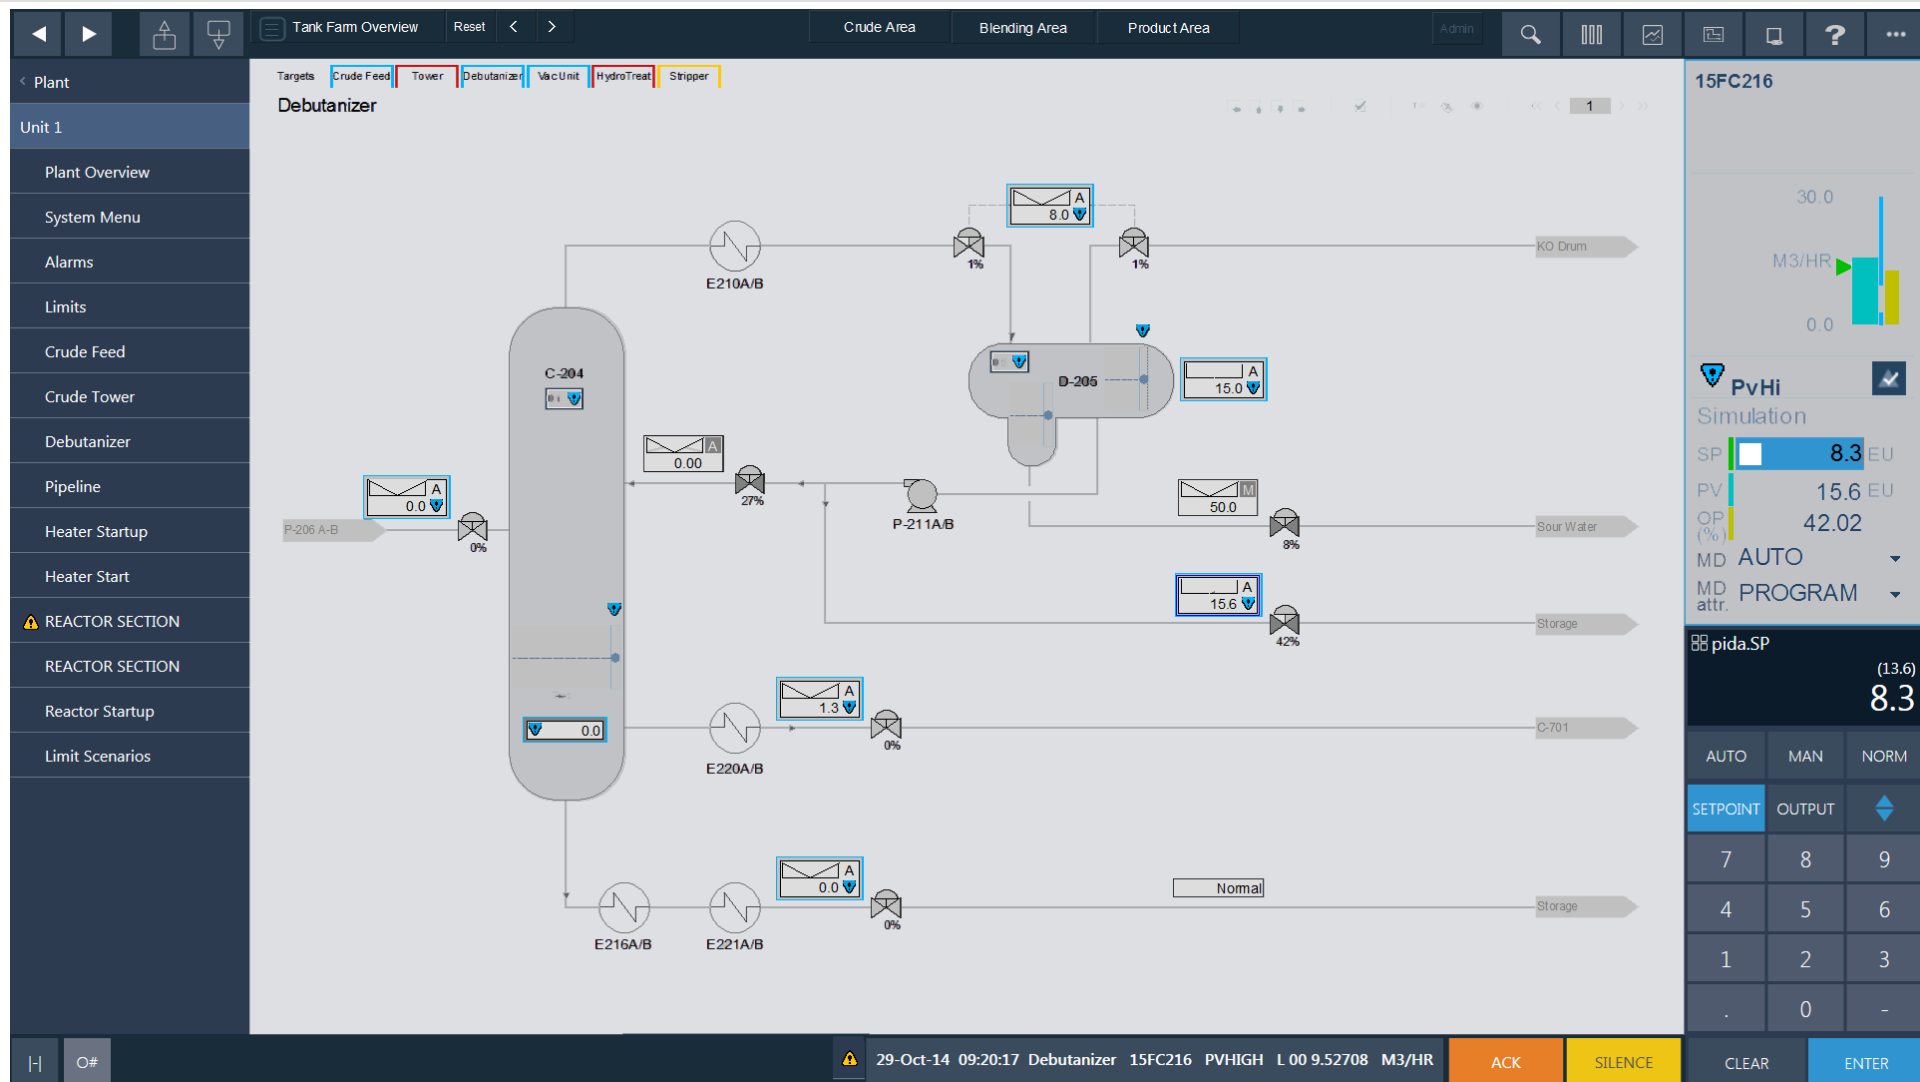 Tank Farm Overview
Reset
Crude Area
Blending Area
Product Area
Admin
?
Plant
Unit 1
Plant Overview
System Menu
Alarms
Limits
Crude Feed
Crude Tower
Debutanizer
Pipeline
Heater Startup
Heater Start
REACTOR SECTION
REACTOR SECTION
Reactor Startup
Limit Scenarios
Targets
Crude Feed
Tower
Debutanizer
VacUnit
HydroTreat
Stripper
Debutanizer
1
A
8.0
1%
1%
KO Drum
E210A/B
C-204
D-205
A
15.0
A
0.00
27%
P-211A/B
A
0.0
P-206 A-B
0%
M
50.0
8%
Sour Water
A
15.6
42%
Storage
0.0
E220A/B
A
1.3
0%
C-701
A
0.0
0%
E216A/B
E221A/B
Normal
Storage
15FC216
30.0
M3/HR
0.0
PvHi
Simulation
SP 8.3 EU
PV 15.6 EU
OP (%) 42.02
MD AUTO
MD attr. PROGRAM
pida.SP
(13.6)
8.3
AUTO MAN NORM
SETPOINT OUTPUT
7 8 9
4 5 6
1 2 3
. 0 -
CLEAR ENTER
|-|
O#
29-Oct-14 09:20:17 Debutanizer 15FC216 PVHIGH L 00 9.52708 M3/HR
ACK
SILENCE